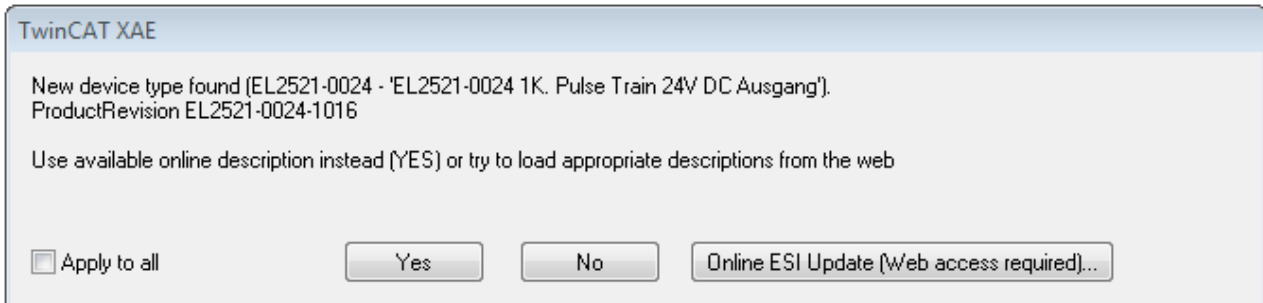 TwinCAT XAE
New device type found (EL2521-0024 - 'EL2521-0024 1K. Pulse Train 24V DC Ausgang').
ProductRevision EL2521-0024-1016
Use available online description instead (YES) or try to load appropriate descriptions from the web
Apply to all Yes No Online ESI Update (Web access required)...